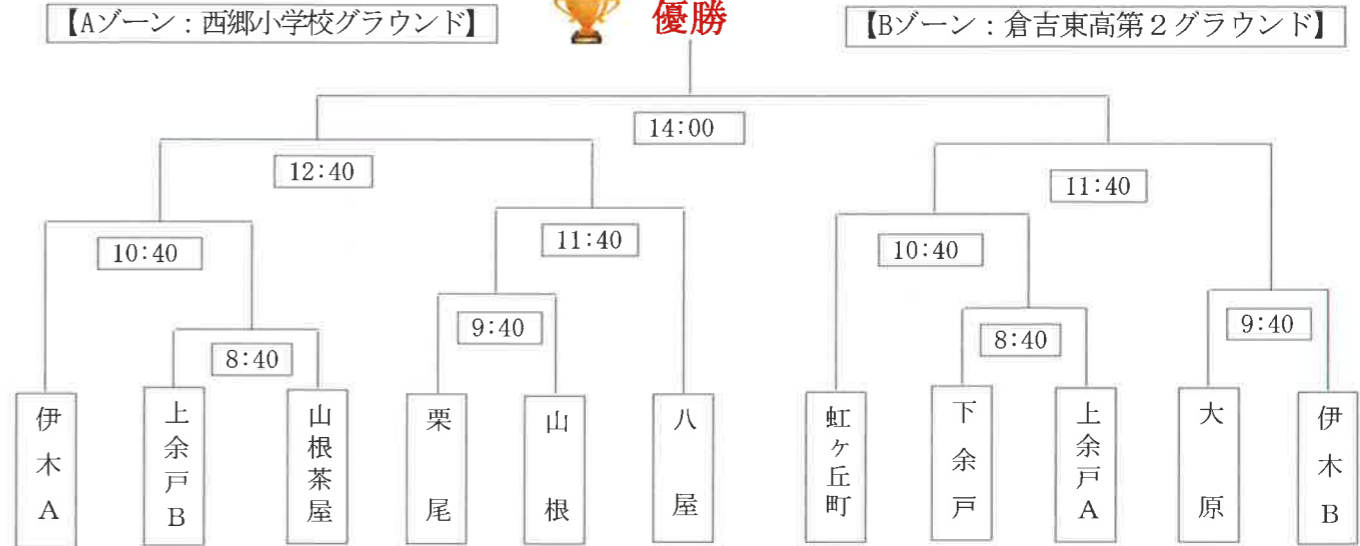 【Aゾーン：西郷小学校グラウンド】
優勝
【Bゾーン：倉吉東高第２グラウンド】
14:00
12:40
11:40
10:40
11:40
10:40
9:40
9:40
8:40
8:40
伊木A
上余戸B
山根茶屋
栗尾
山根
八屋
虹ヶ丘町
下余戸
上余戸A
大原
伊木B